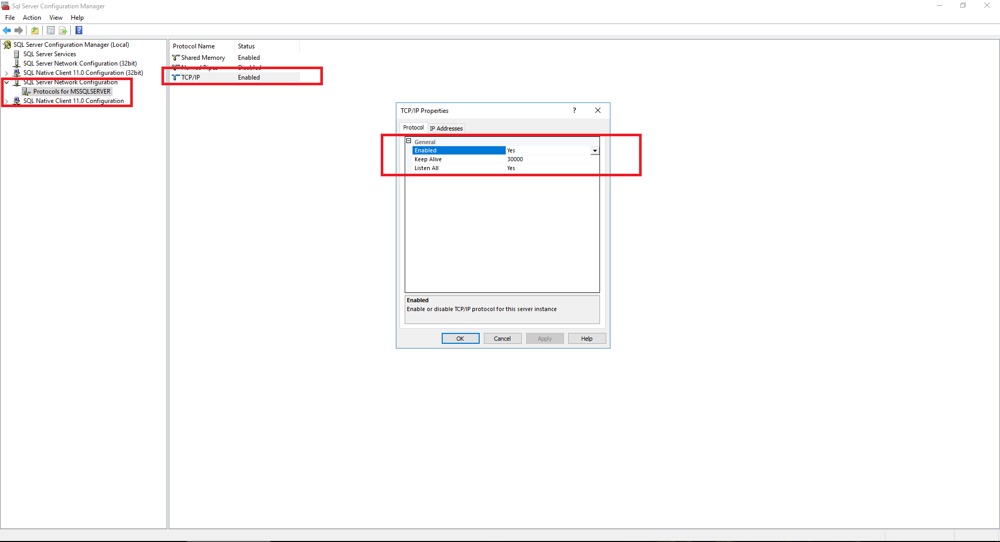 Sql Server Configuration Manager
File Action View Help
SQL Server Configuration Manager (Local)
SQL Server Services
SQL Server Network Configuration (32bit)
SQL Native Client 11.0 Configuration (32bit)
SQL Server Network Configuration
Protocols for MSSQLSERVER
SQL Native Client 11.0 Configuration
Protocol Name Status
Shared Memory Enabled
Named Pipes Disabled
TCP/IP Enabled
TCP/IP Properties
Protocol IP Addresses
General
Enabled Yes
Keep Alive 30000
Listen All Yes
Enabled
Enable or disable TCP/IP protocol for this server instance
OK Cancel Apply Help